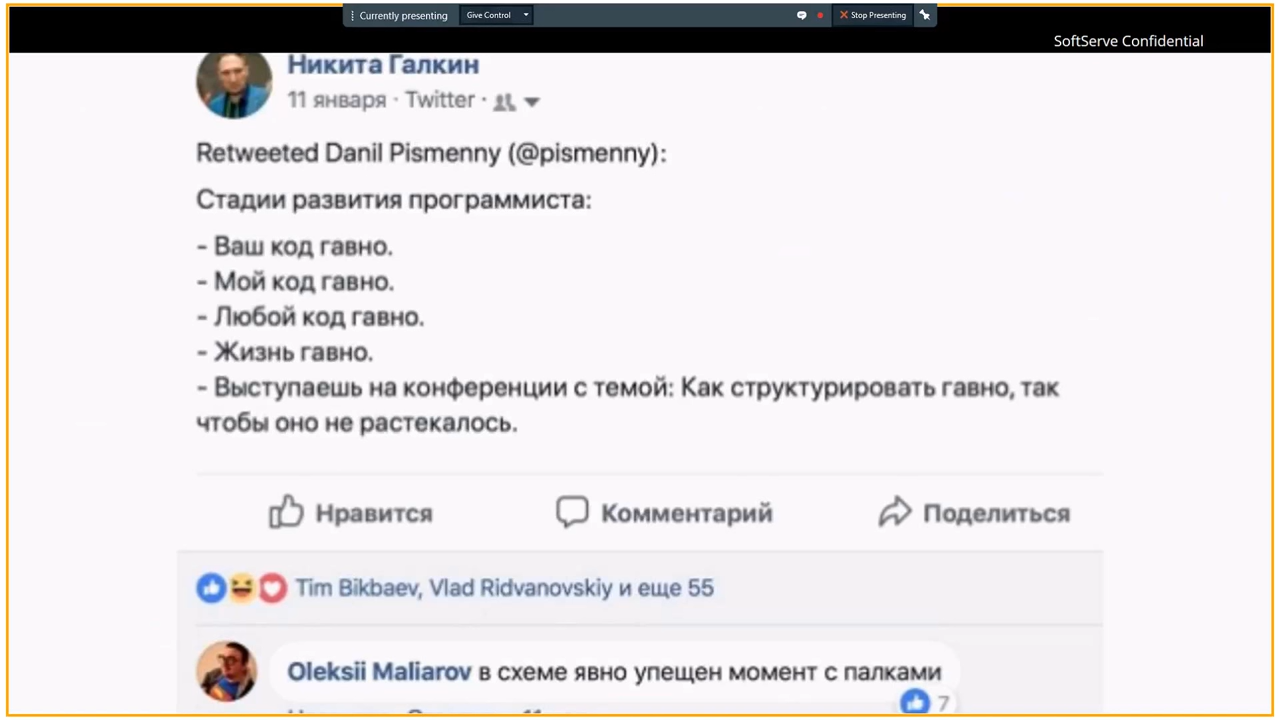 Currently presenting Give Control Stop Presenting
SoftServe Confidential
Никита Галкин
11 января · Twitter ·
Retweeted Danil Pismenny (@pismenny):
Стадии развития программиста:
- Ваш код гавно.
- Мой код гавно.
- Любой код гавно.
- Жизнь гавно.
- Выступаешь на конференции с темой: Как структурировать гавно, так
чтобы оно не растекалось.
Нравится Комментарий Поделиться
Tim Bikbaev, Vlad Ridvanovskiy и еще 55
Oleksii Maliarov в схеме явно упещен момент с палками
7